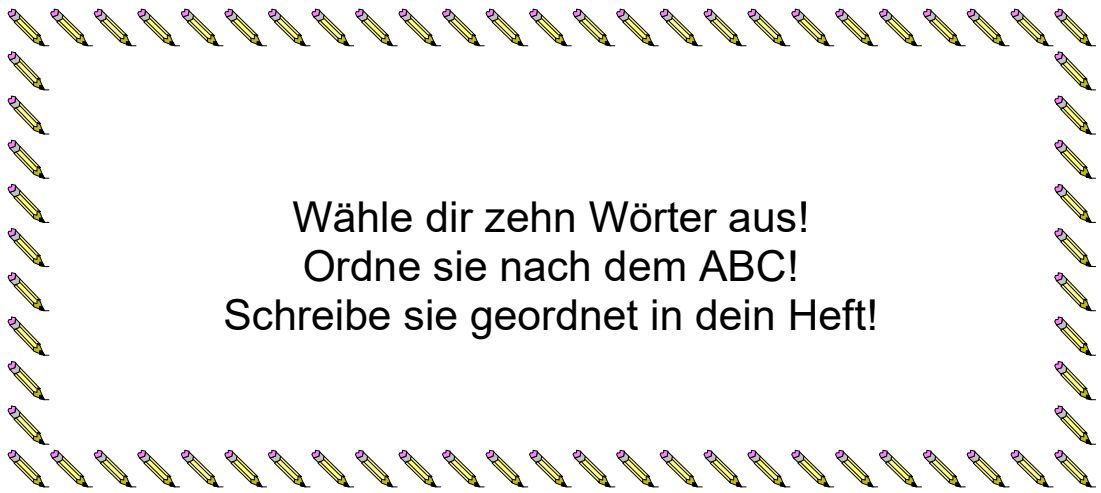 Wähle dir zehn Wörter aus!
Ordne sie nach dem ABC!
Schreibe sie geordnet in dein Heft!